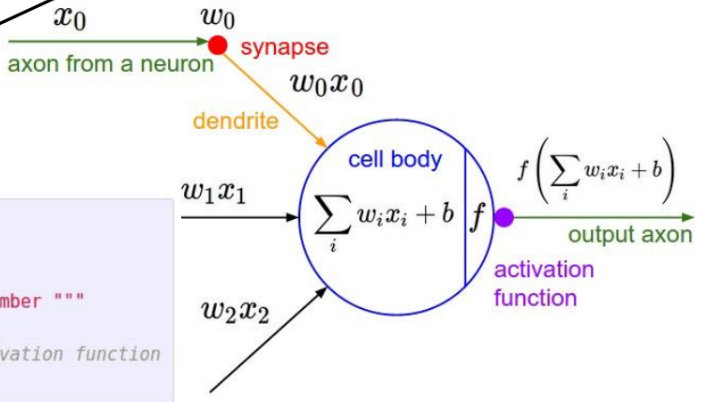 x₀ w₀
synapse
axon from a neuron
w₀x₀
dendrite
cell body
f(∑ᵢ wᵢxᵢ + b)
w₁x₁
∑ᵢ wᵢxᵢ + b f
output axon
activation
function
w₂x₂
mber """
vation function